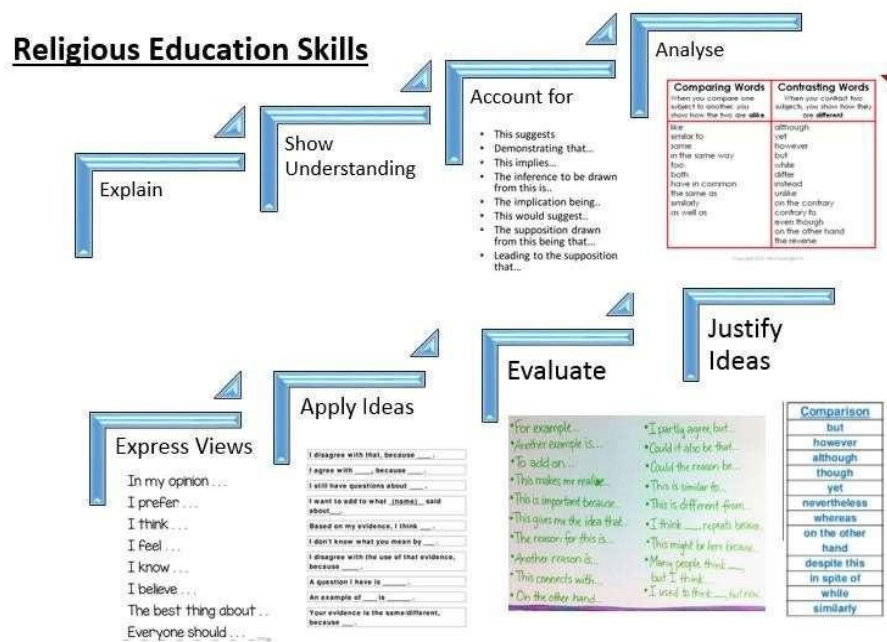 Religious Education Skills
Explain
Show
Understanding
Account for
• This suggests
• Demonstrating that...
• This implies...
• The inference to be drawn
from this is..
• The implication being..
• This would suggest..
• The supposition drawn
from this being that...
• Leading to the supposition
that...
Analyse
Comparing Words
When you compare one
subject to another, you
show how the two are alike
like
similar to
same
in the same way
too
both
have in common
the same as
similarly
as well as
Contrasting Words
When you contrast two
subjects, you show how they
are different
although
yet
however
but
while
differ
instead
unlike
on the contrary
contrary to
even though
on the other hand
the reverse
Express Views
In my opinion ...
I prefer ...
I think ...
I feel ...
I know ...
I believe ...
The best thing about ..
Everyone should ...
Apply Ideas
I disagree with that, because ____.
I agree with ____, because ____.
I still have questions about ____.
I want to add to what (name) said
about____.
Based on my evidence, I think ___.
I don't know what you mean by ___.
I disagree with the use of that evidence,
because ____.
A question I have is _____.
An example of ___ is _____.
Your evidence is the same/different,
because ___.
Evaluate
•For example...
•Another example is...
•To add on...
•This makes me realize...
•This is important because...
•This gives me the idea that...
•The reason for this is...
•Another reason is...
•This connects with...
•On the other hand...
•I partly agree, but...
•Could it also be that...
•Could the reason be...
•This is similar to...
•This is different from...
•I think ___ repeats because...
•This might be here because...
•Many people think ___
but I think...
•I used to think ___, but now...
Justify
Ideas
Comparison
but
however
although
though
yet
nevertheless
whereas
on the other
hand
despite this
in spite of
while
similarly